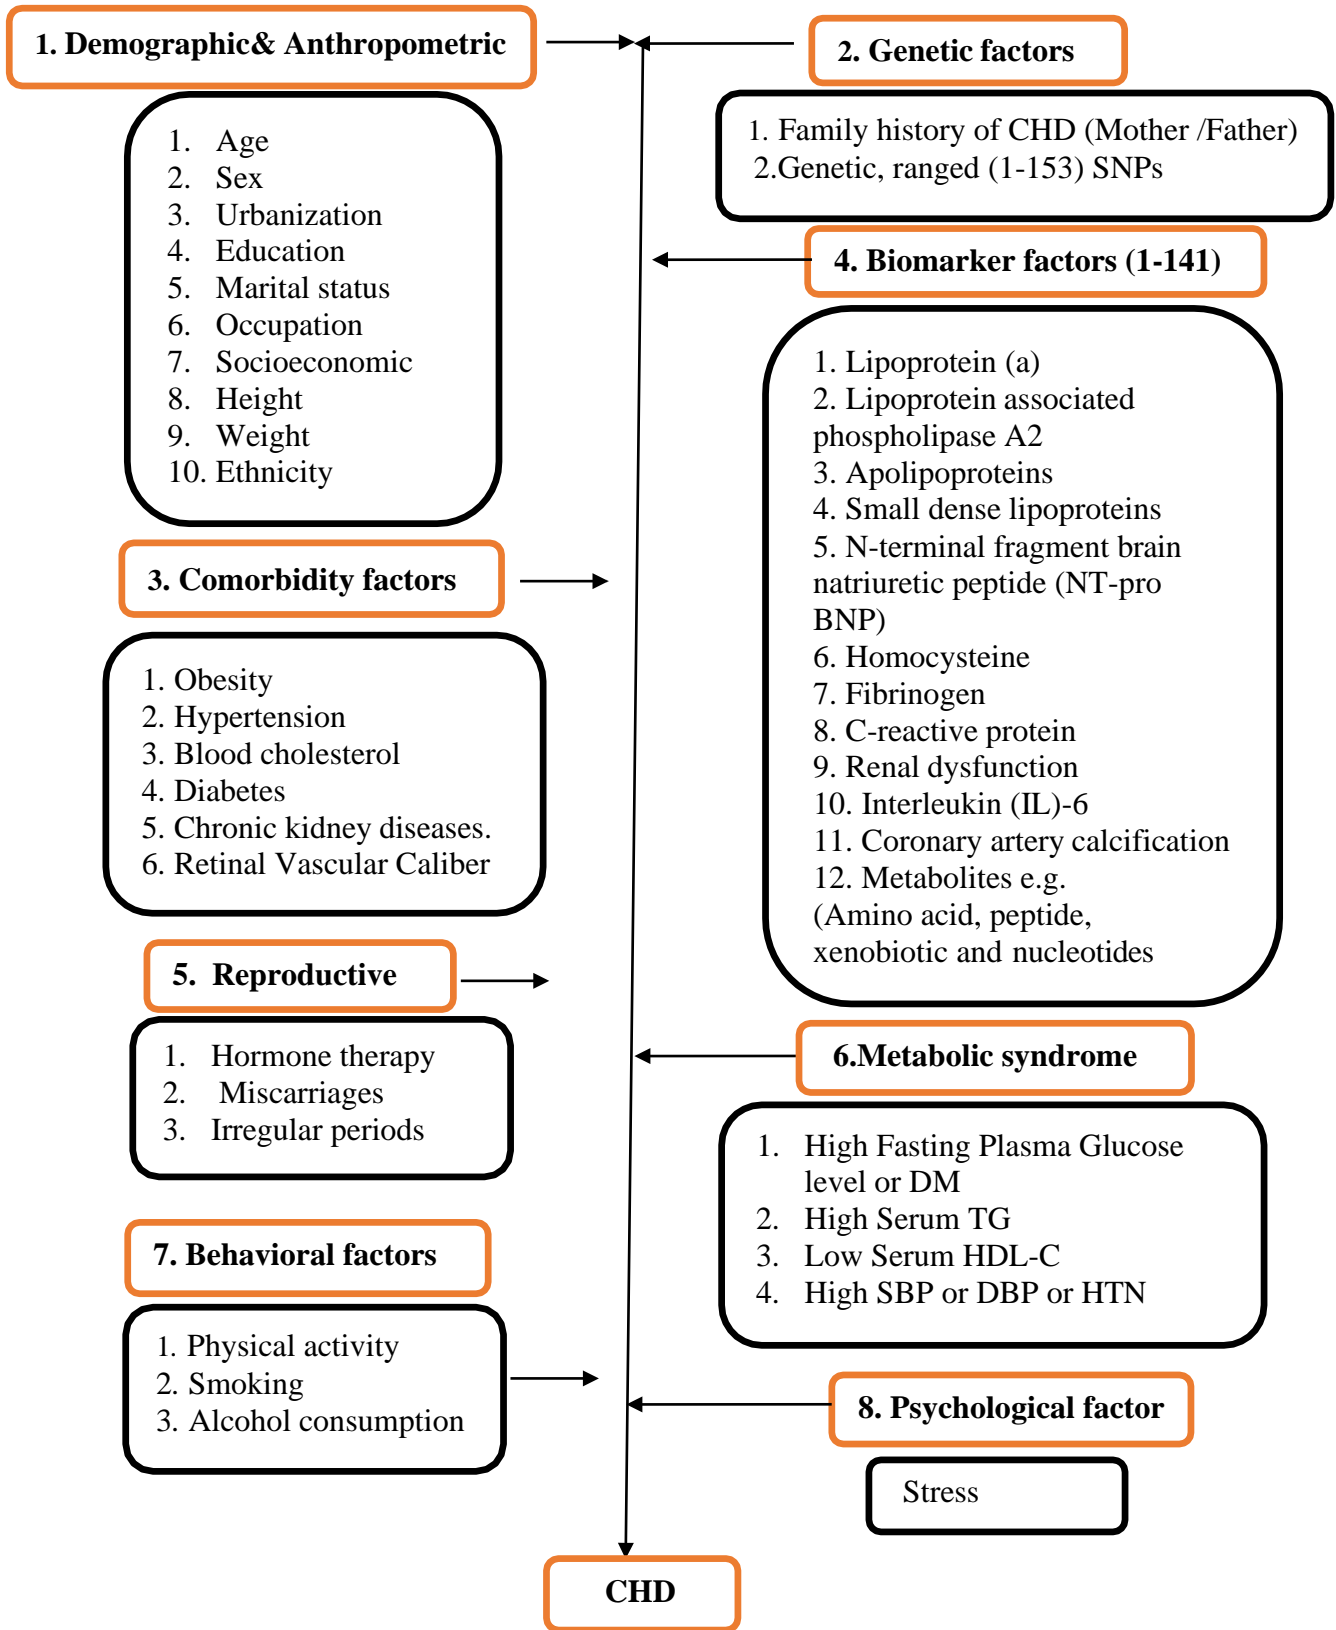 1. Demographic& Anthropometric
1. Age
2. Sex
3. Urbanization
4. Education
5. Marital status
6. Occupation
7. Socioeconomic
8. Height
9. Weight
10. Ethnicity
2. Genetic factors
1. Family history of CHD (Mother /Father)
2.Genetic, ranged (1-153) SNPs
3. Comorbidity factors
1. Obesity
2. Hypertension
3. Blood cholesterol
4. Diabetes
5. Chronic kidney diseases.
6. Retinal Vascular Caliber
4. Biomarker factors (1-141)
1. Lipoprotein (a)
2. Lipoprotein associated
phospholipase A2
3. Apolipoproteins
4. Small dense lipoproteins
5. N-terminal fragment brain
natriuretic peptide (NT-pro
BNP)
6. Homocysteine
7. Fibrinogen
8. C-reactive protein
9. Renal dysfunction
10. Interleukin (IL)-6
11. Coronary artery calcification
12. Metabolites e.g.
(Amino acid, peptide,
xenobiotic and nucleotides
5. Reproductive
1. Hormone therapy
2. Miscarriages
3. Irregular periods
6.Metabolic syndrome
1. High Fasting Plasma Glucose
level or DM
2. High Serum TG
3. Low Serum HDL-C
4. High SBP or DBP or HTN
7. Behavioral factors
1. Physical activity
2. Smoking
3. Alcohol consumption
8. Psychological factor
Stress
CHD